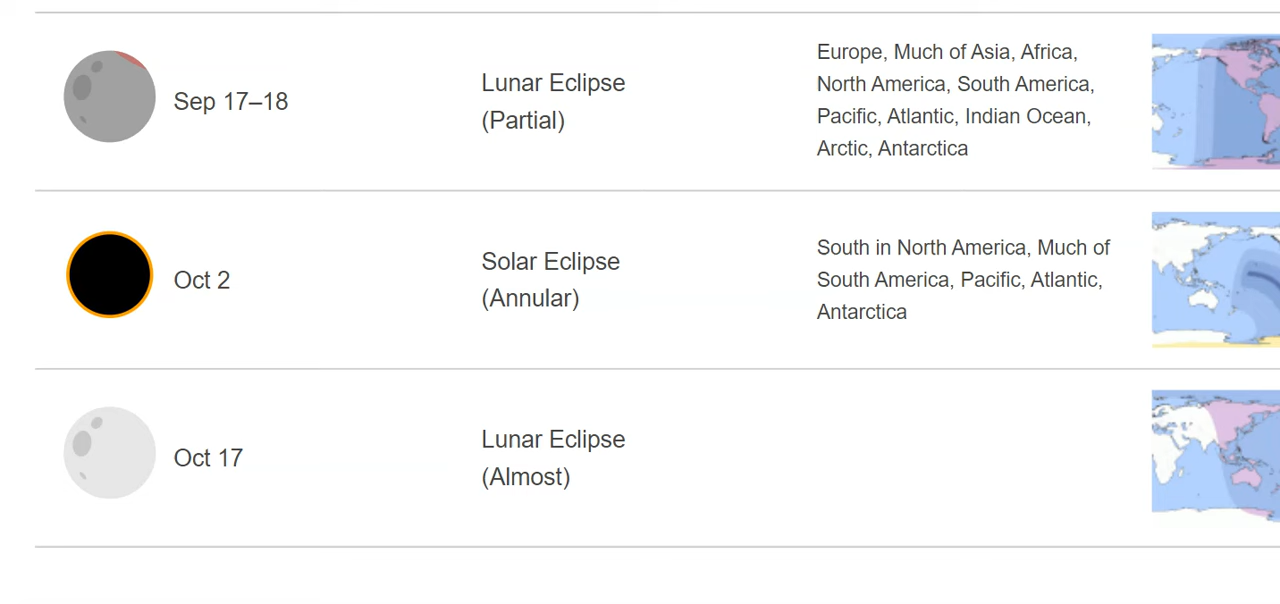 Sep 17–18
Lunar Eclipse
(Partial)
Europe, Much of Asia, Africa,
North America, South America,
Pacific, Atlantic, Indian Ocean,
Arctic, Antarctica
Oct 2
Solar Eclipse
(Annular)
South in North America, Much of
South America, Pacific, Atlantic,
Antarctica
Oct 17
Lunar Eclipse
(Almost)